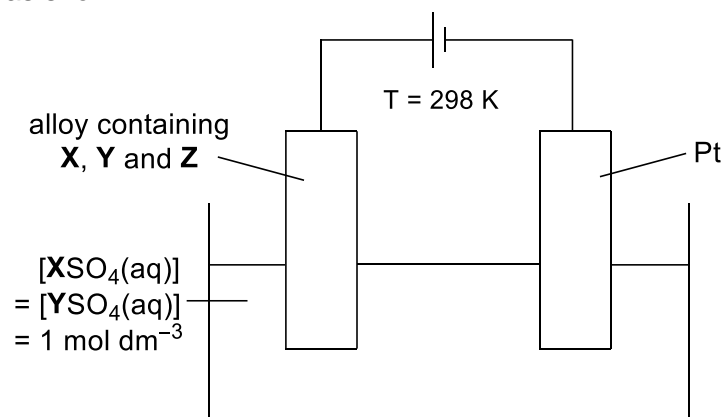 T = 298 K
alloy containing
X, Y and Z
Pt
[XSO₄(aq)]
= [YSO₄(aq)]
= 1 mol dm⁻³